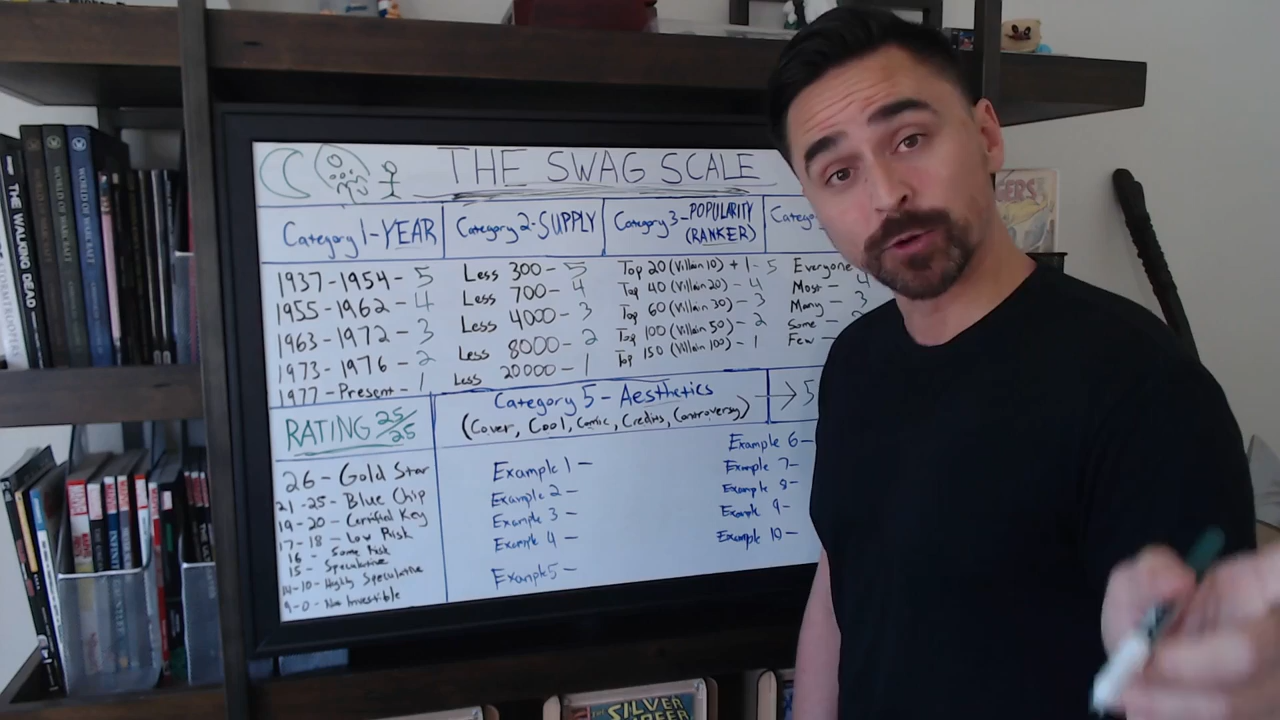 THE SWAG SCALE
Category 1-YEAR
1937-1954 - 5
1955-1962 - 4
1963-1972 - 3
1973-1976 - 2
1977-Present - 1
Category 2-SUPPLY
Less 300 - 5
Less 700 - 4
Less 4000 - 3
Less 8000 - 2
Less 20000 - 1
Category 3-POPULARITY
(RANKER)
Top 20 (Villain 10) + 1 - 5
Top 40 (Villain 20) - 4
Top 60 (Villain 30) - 3
Top 100 (Villain 50) - 2
Top 150 (Villain 100) - 1
Everyone
Most - 4
Many - 3
Some - 2
Few -
Category 5 - Aesthetics
(Cover, Cool, Comic, Credits, Controversy)
→ 5
RATING 25/25
26 - Gold Star
21-25 - Blue Chip
19-20 - Certified Key
17-18 - Low Risk
16 - Some Risk
15 - Speculative
14-10 - Highly Speculative
9-0 - Not Investible
Example 1 -
Example 2 -
Example 3 -
Example 4 -
Example 5 -
Example 6 -
Example 7 -
Example 8 -
Example 9 -
Example 10 -
THE WALKING DEAD
WORLD OF WARCRAFT
WORLD OF WARCRAFT
INFINITY
SILVER